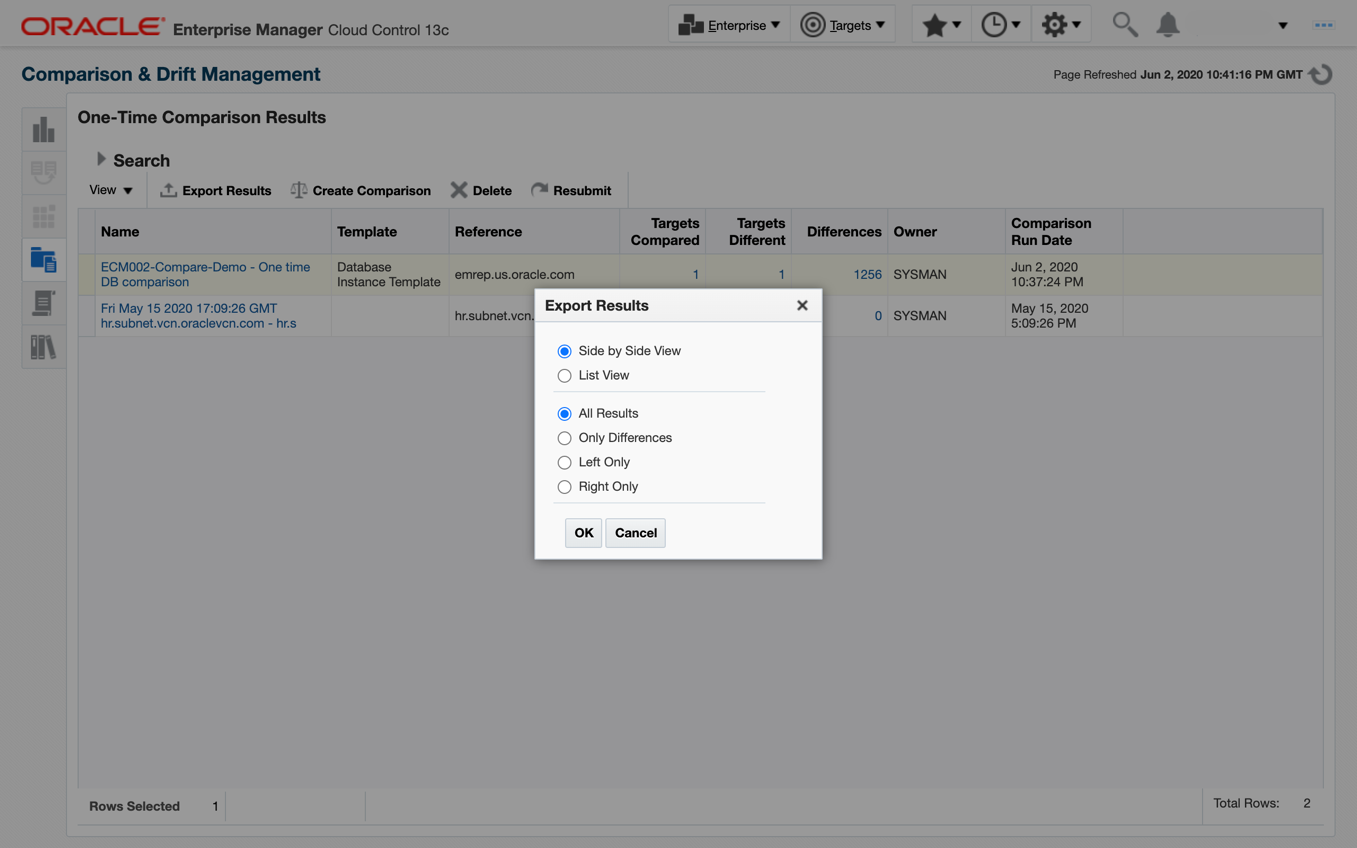 ORACLE Enterprise Manager Cloud Control 13c
Enterprise
Targets
Comparison & Drift Management
Page Refreshed Jun 2, 2020 10:41:16 PM GMT
One-Time Comparison Results
Search
View
Export Results
Create Comparison
Delete
Resubmit
Name
Template
Reference
Targets
Compared
Targets
Different
Differences
Owner
Comparison
Run Date
ECM002-Compare-Demo - One time
DB comparison
Database
Instance Template
emrep.us.oracle.com
1
1
1256
SYSMAN
Jun 2, 2020
10:37:24 PM
Fri May 15 2020 17:09:26 GMT
hr.subnet.vcn.oraclevcn.com - hr.s
hr.subnet.vcn.
0
SYSMAN
May 15, 2020
5:09:26 PM
Export Results
Side by Side View
List View
All Results
Only Differences
Left Only
Right Only
OK
Cancel
Rows Selected 1
Total Rows: 2